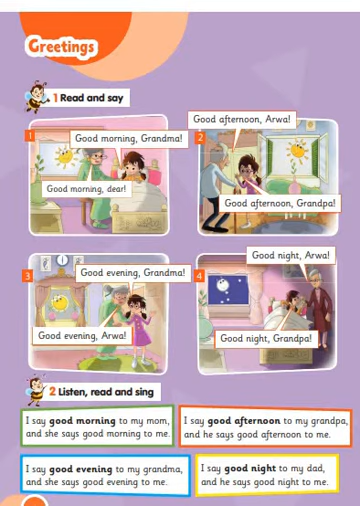 Greetings
1 Read and say
1
Good morning, Grandma!
Good morning, dear!
2
Good afternoon, Arwa!
Good afternoon, Grandpa!
3
Good evening, Grandma!
Good evening, Arwa!
4
Good night, Arwa!
Good night, Grandpa!
2 Listen, read and sing
I say good morning to my mom,
and she says good morning to me.
I say good afternoon to my grandpa,
and he says good afternoon to me.
I say good evening to my grandma,
and she says good evening to me.
I say good night to my dad,
and he says good night to me.